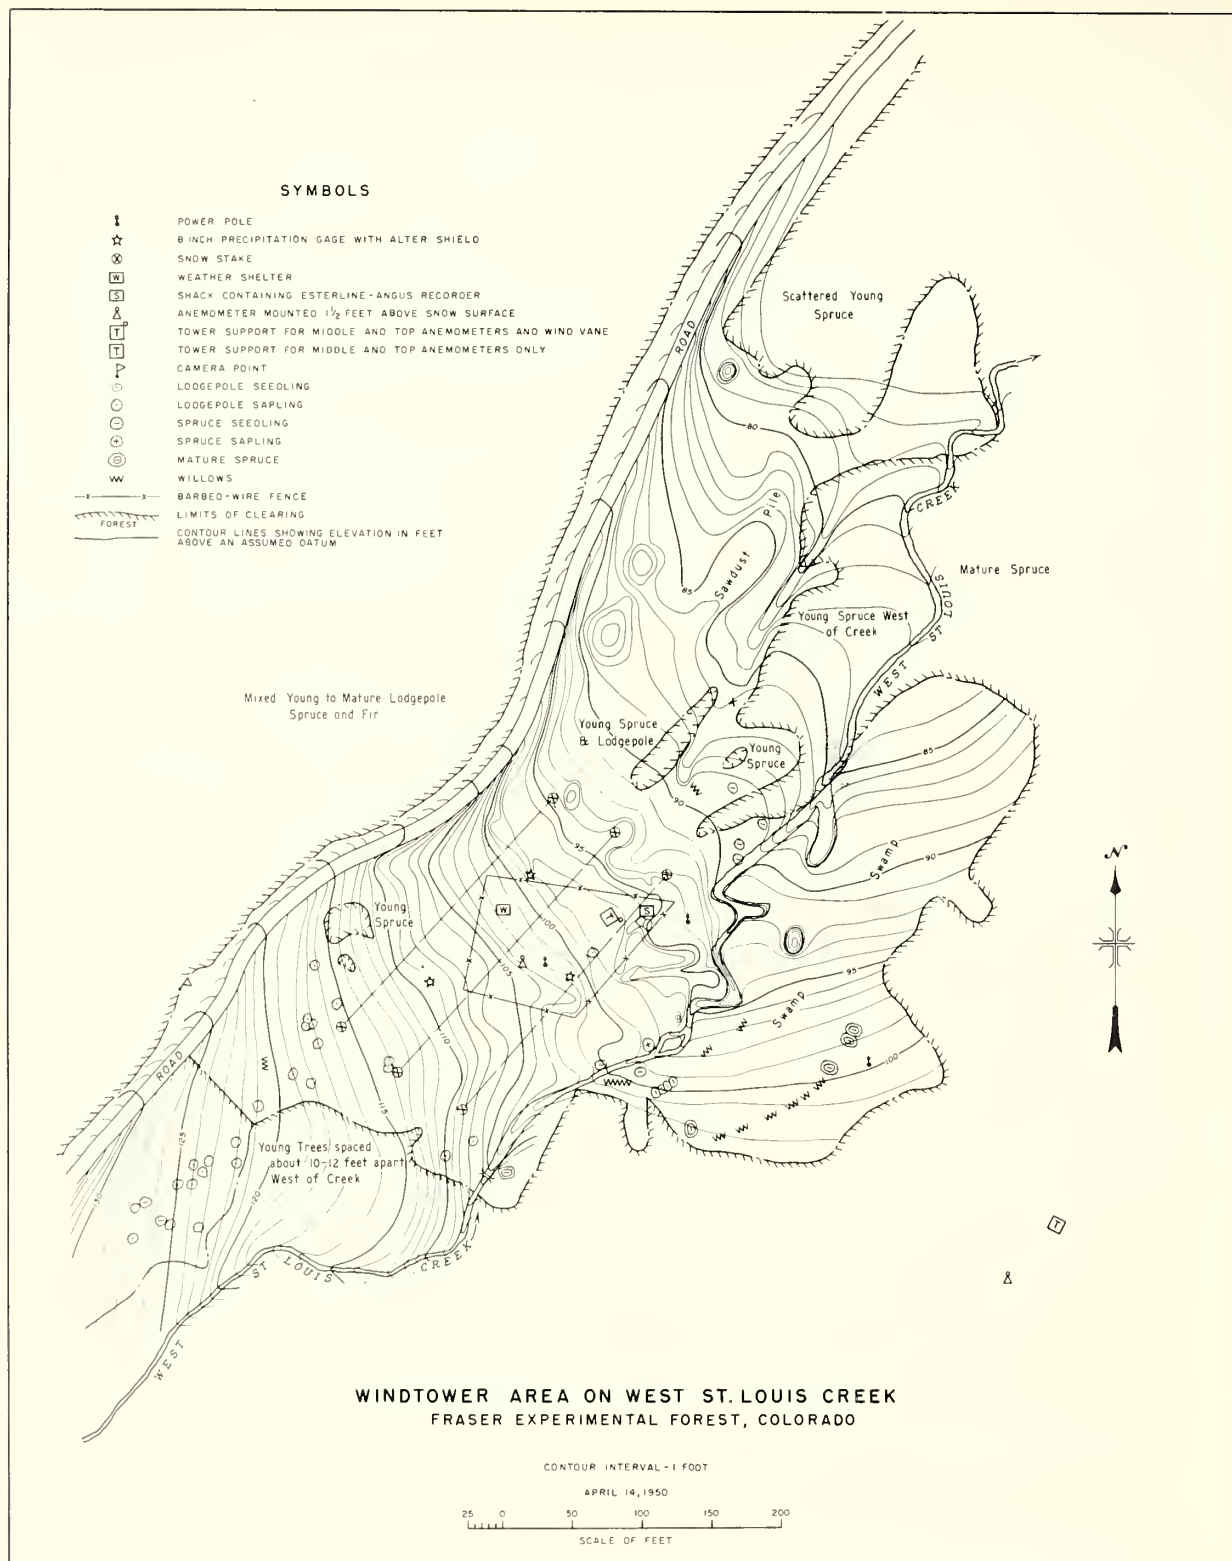 SYMBOLS
POWER POLE
8 INCH PRECIPITATION GAGE WITH ALTER SHIELD
SNOW STAKE
W WEATHER SHELTER
S SHACK CONTAINING ESTERLINE-ANGUS RECORDER
ANEMOMETER MOUNTED 1½ FEET ABOVE SNOW SURFACE
T TOWER SUPPORT FOR MIDDLE AND TOP ANEMOMETERS AND WIND VANE
T TOWER SUPPORT FOR MIDDLE AND TOP ANEMOMETERS ONLY
CAMERA POINT
LODGEPOLE SEEDLING
LODGEPOLE SAPLING
SPRUCE SEEDLING
SPRUCE SAPLING
MATURE SPRUCE
WILLOWS
BARBED-WIRE FENCE
LIMITS OF CLEARING
FOREST
CONTOUR LINES SHOWING ELEVATION IN FEET
ABOVE AN ASSUMED DATUM
Scattered Young
Spruce
ROAD
80
CREEK
Sawdust Pile
85
Mature Spruce
LOUIS
Young Spruce West
of Creek
ST
WEST
Mixed Young to Mature Lodgepole
Spruce and Fir
Young Spruce
& Lodgepole
Young
Spruce
85
90
95
Swamp
90
N
Young
Spruce
W
T
S
100
105
95
Swamp
110
100
ROAD
115
125
Young Trees spaced
about 10-12 feet apart
West of Creek
120
130
T
WEST ST LOUIS CREEK
WINDTOWER AREA ON WEST ST. LOUIS CREEK
FRASER EXPERIMENTAL FOREST, COLORADO
CONTOUR INTERVAL-1 FOOT
APRIL 14, 1950
25 0 50 100 150 200
SCALE OF FEET